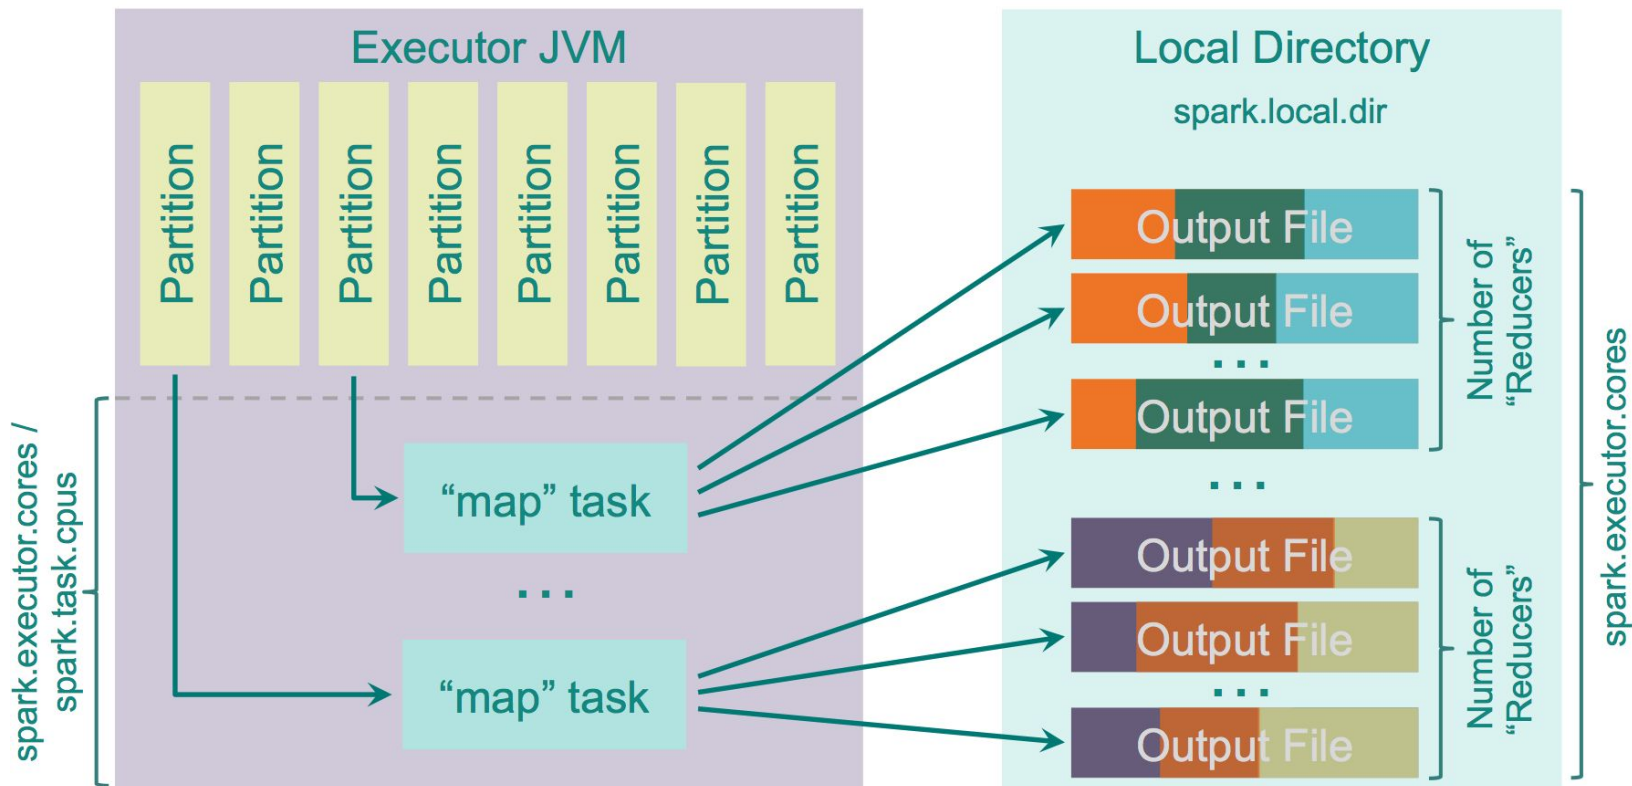 Executor JVM
Partition
Partition
Partition
Partition
Partition
Partition
Partition
Partition
spark.executor.cores /
spark.task.cpus
“map” task
...
“map” task
Local Directory
spark.local.dir
Output File
Output File
...
Output File
Number of
“Reducers”
...
Output File
Output File
...
Output File
Number of
“Reducers”
spark.executor.cores